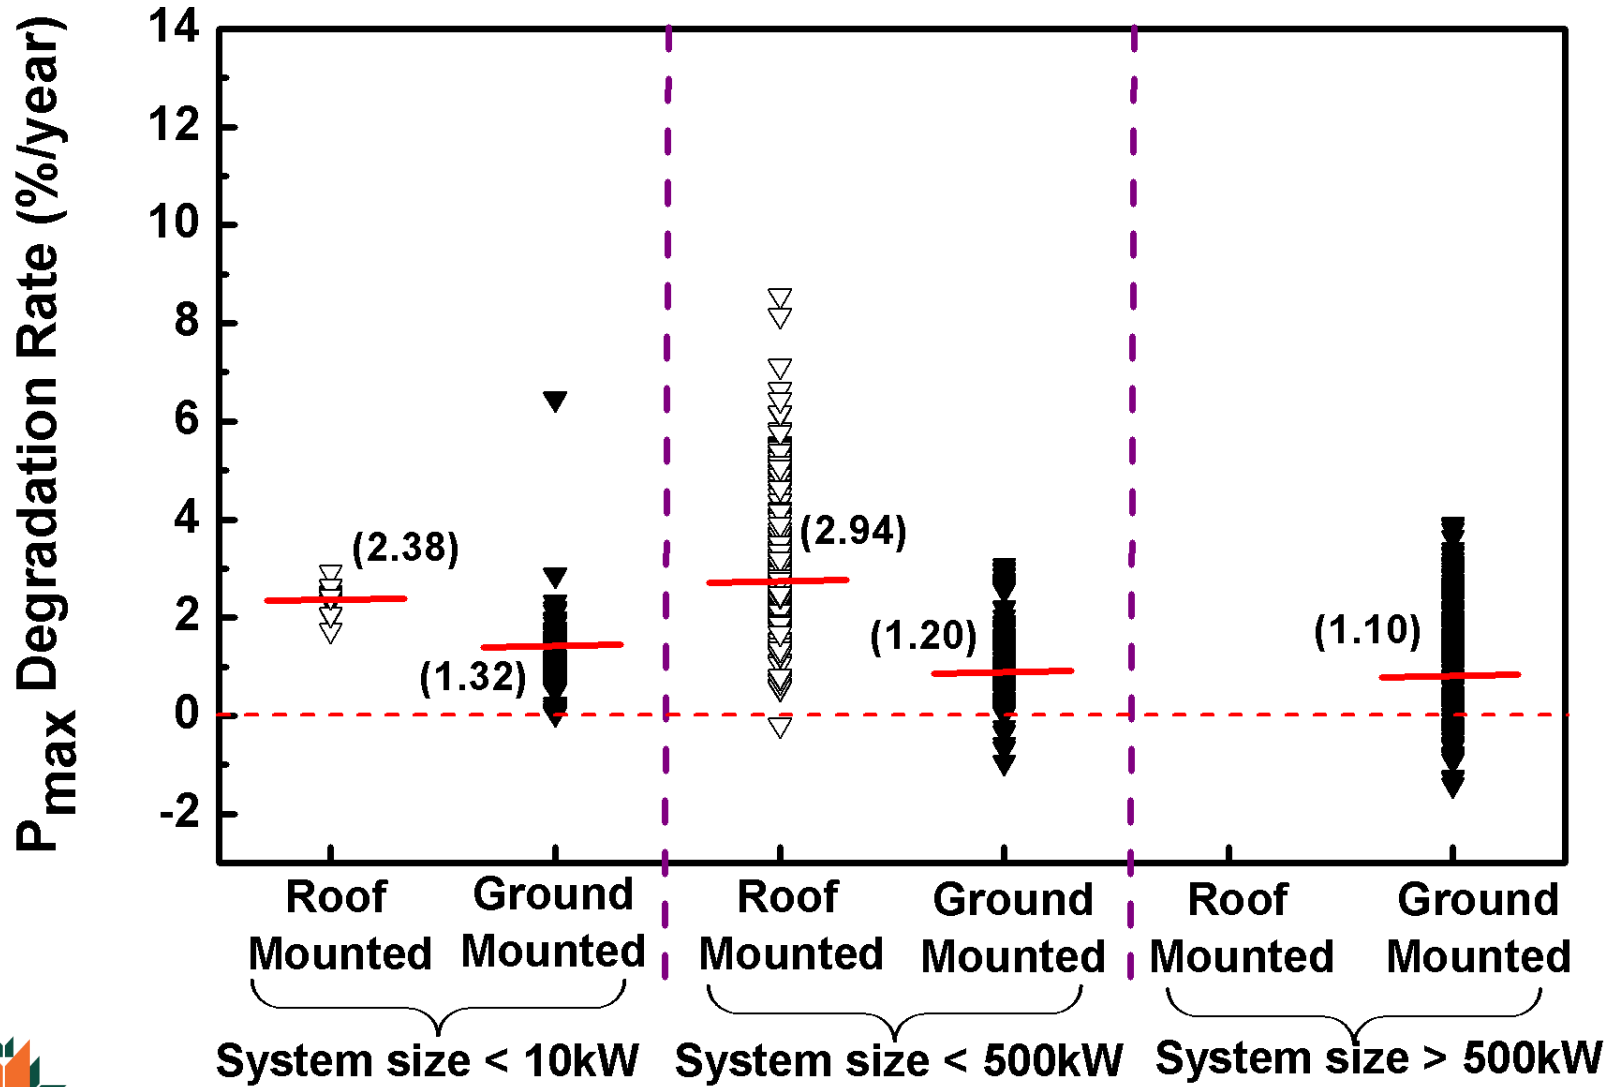 P_max Degradation Rate (%/year)
14
12
10
8
6
4
2
0
-2
(2.38)
(1.32)
(2.94)
(1.20)
(1.10)
Roof Mounted
Ground Mounted
Roof Mounted
Ground Mounted
Roof Mounted
Ground Mounted
System size < 10kW
System size < 500kW
System size > 500kW